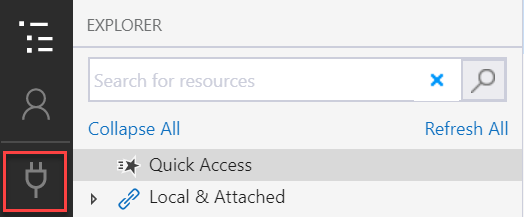 EXPLORER
Search for resources
Collapse All Refresh All
Quick Access
Local & Attached